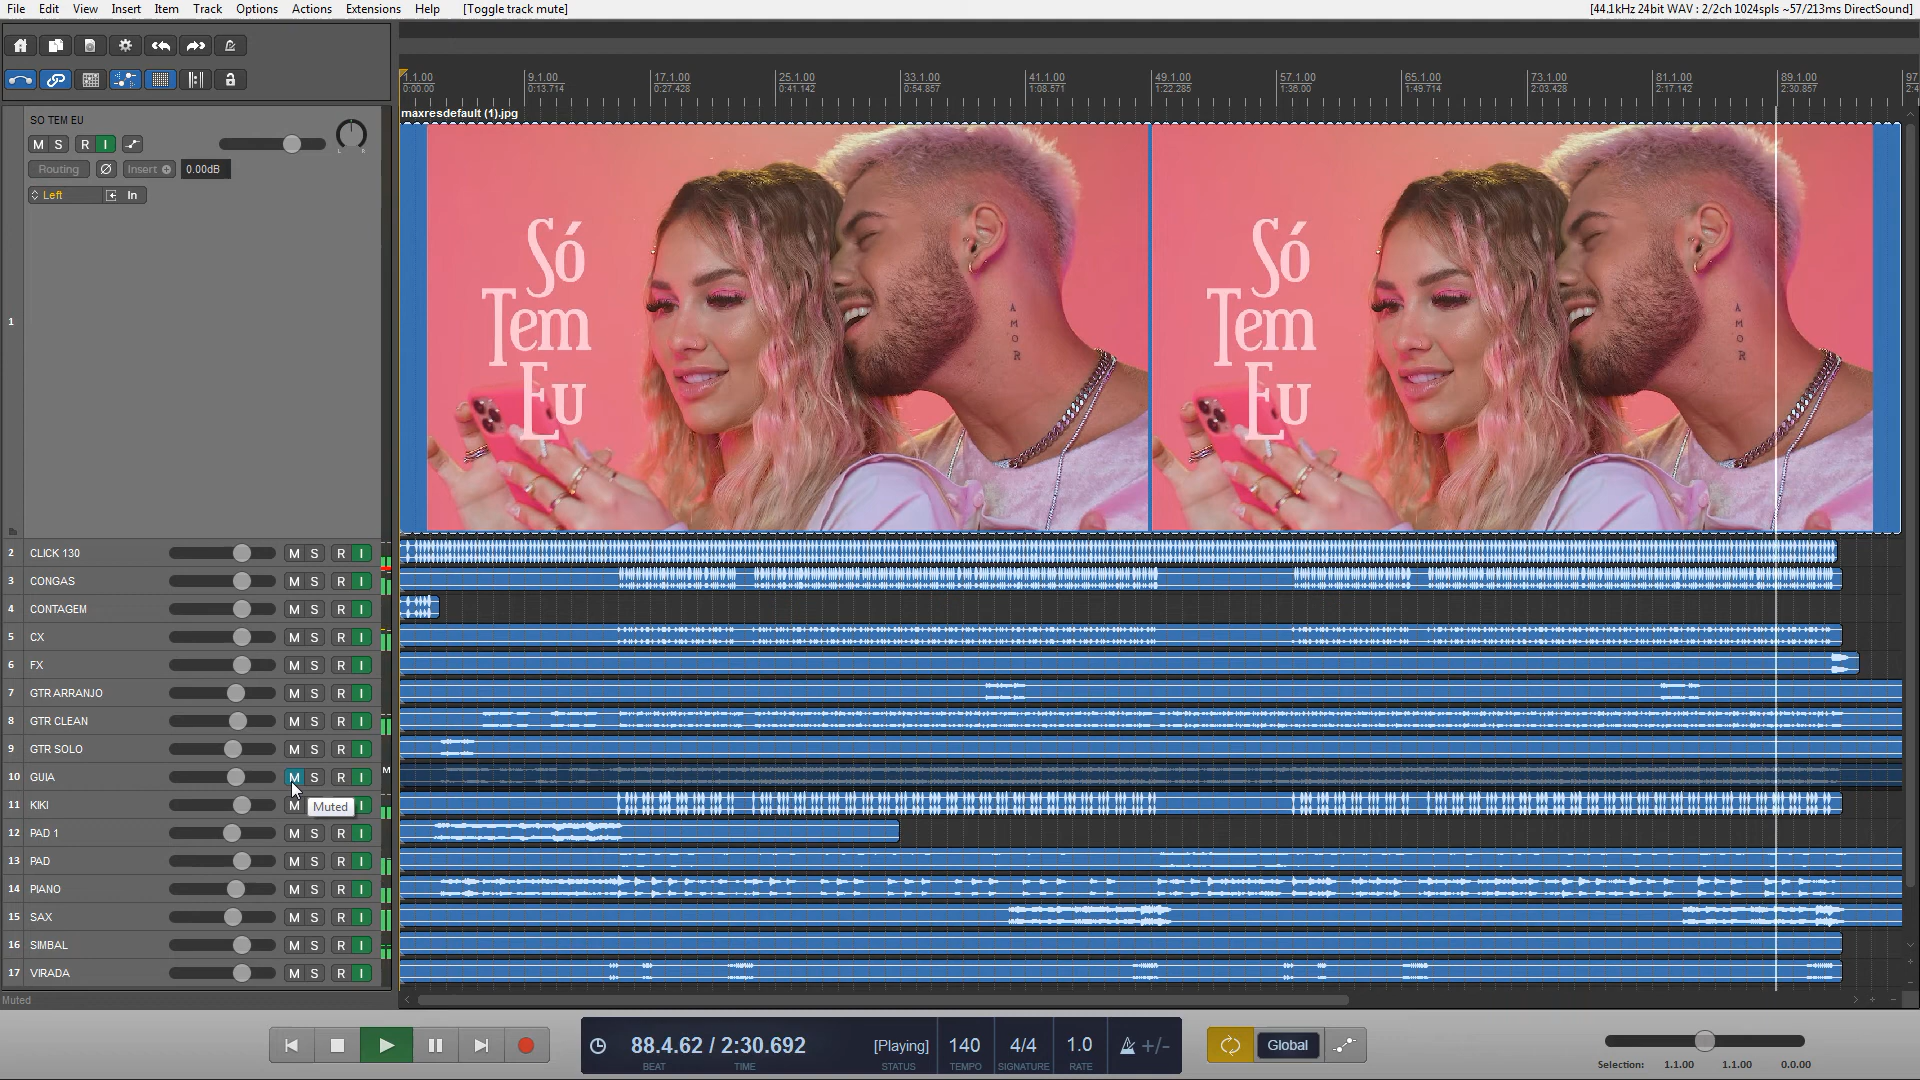 File Edit View Insert Item Track Options Actions Extensions Help [Toggle track mute] [44.1kHz 24bit WAV : 2/2ch 1024spls ~57/213ms DirectSound]
1.1.00 9.1.00 17.1.00 25.1.00 33.1.00 41.1.00 49.1.00 57.1.00 65.1.00 73.1.00 81.1.00 89.1.00 97
0:00.00 0:13.714 0:27.428 0:41.142 0:54.857 1:08.571 1:22.285 1:36.00 1:49.714 2:03.428 2:17.142 2:30.857
maxresdefault (1).jpg
SO TEM EU
M S R I
L R
Routing Ø Insert 0.00dB
Left In
1
Só
Tem
Eu
AMOR
Só
Tem
Eu
AMOR
2 CLICK 130 M S R I
3 CONGAS M S R I
4 CONTAGEM M S R I
5 CX M S R I
6 FX M S R I
7 GTR ARRANJO M S R I
8 GTR CLEAN M S R I
9 GTR SOLO M S R I
10 GUIA M S R I M
11 KIKI M I
Muted
12 PAD 1 M S R I
13 PAD M S R I
14 PIANO M S R I
15 SAX M S R I
16 SIMBAL M S R I
17 VIRADA M S R I
Muted
88.4.62 / 2:30.692 [Playing] 140 4/4 1.0 +/-
BEAT TIME STATUS TEMPO SIGNATURE RATE
Global
Selection: 1.1.00 1.1.00 0.0.00